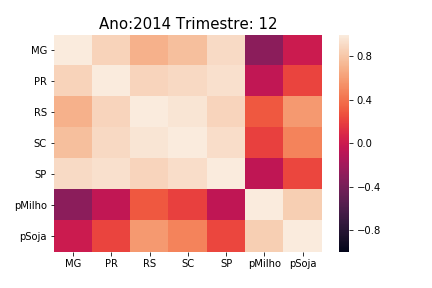 Ano:2014 Trimestre: 12
MG
PR
RS
SC
SP
pMilho
pSoja
MG PR RS SC SP pMilho pSoja
0.8
0.4
0.0
−0.4
−0.8